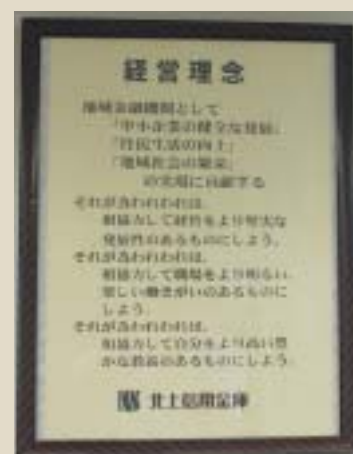 経営理念
地域金融機関として
「中小企業の健全な発展」
「住民生活の向上」
「地域社会の繁栄」
の実現に貢献する
それが為われわれは、
相協力して経営をより堅実な
発展性のあるものにしよう。
それが為われわれは、
相協力して職場をより明るい
楽しい働きがいのあるものに
しよう。
それが為われわれは、
相協力して自分をより高い豊
かな教養のあるものにしよう。
北上信用金庫